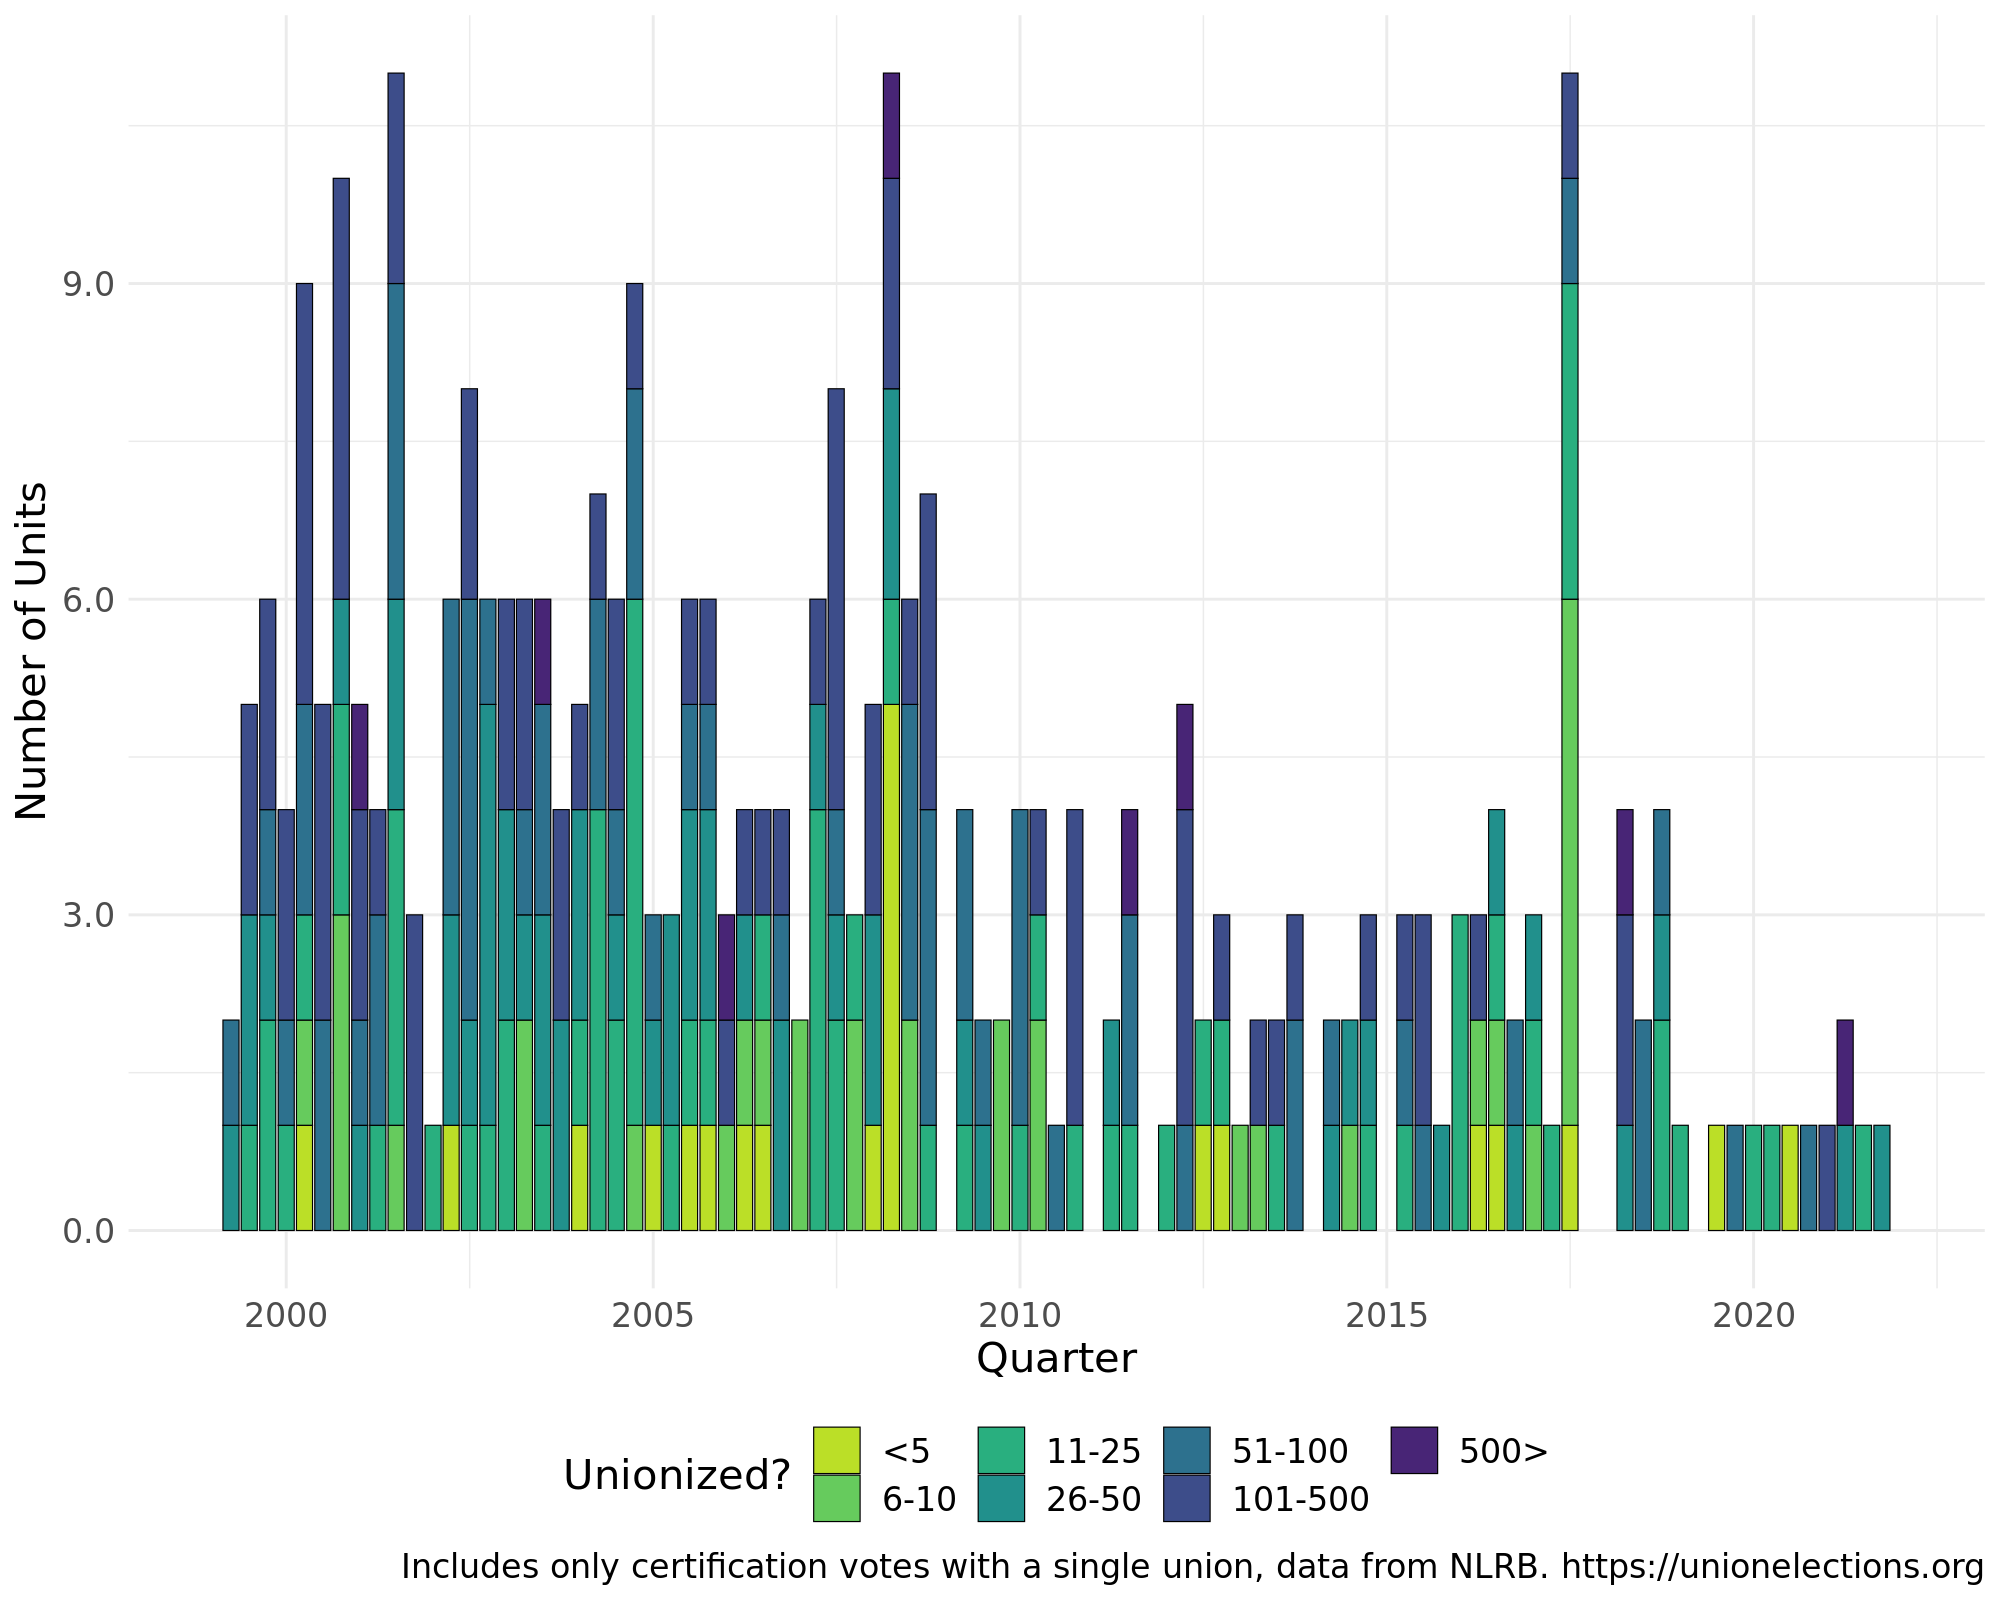 Number of Units
9.0
6.0
3.0
0.0
2000 2005 2010 2015 2020
Quarter
Unionized?
<5 11-25 51-100 500>
6-10 26-50 101-500
Includes only certification votes with a single union, data from NLRB. https://unionelections.org